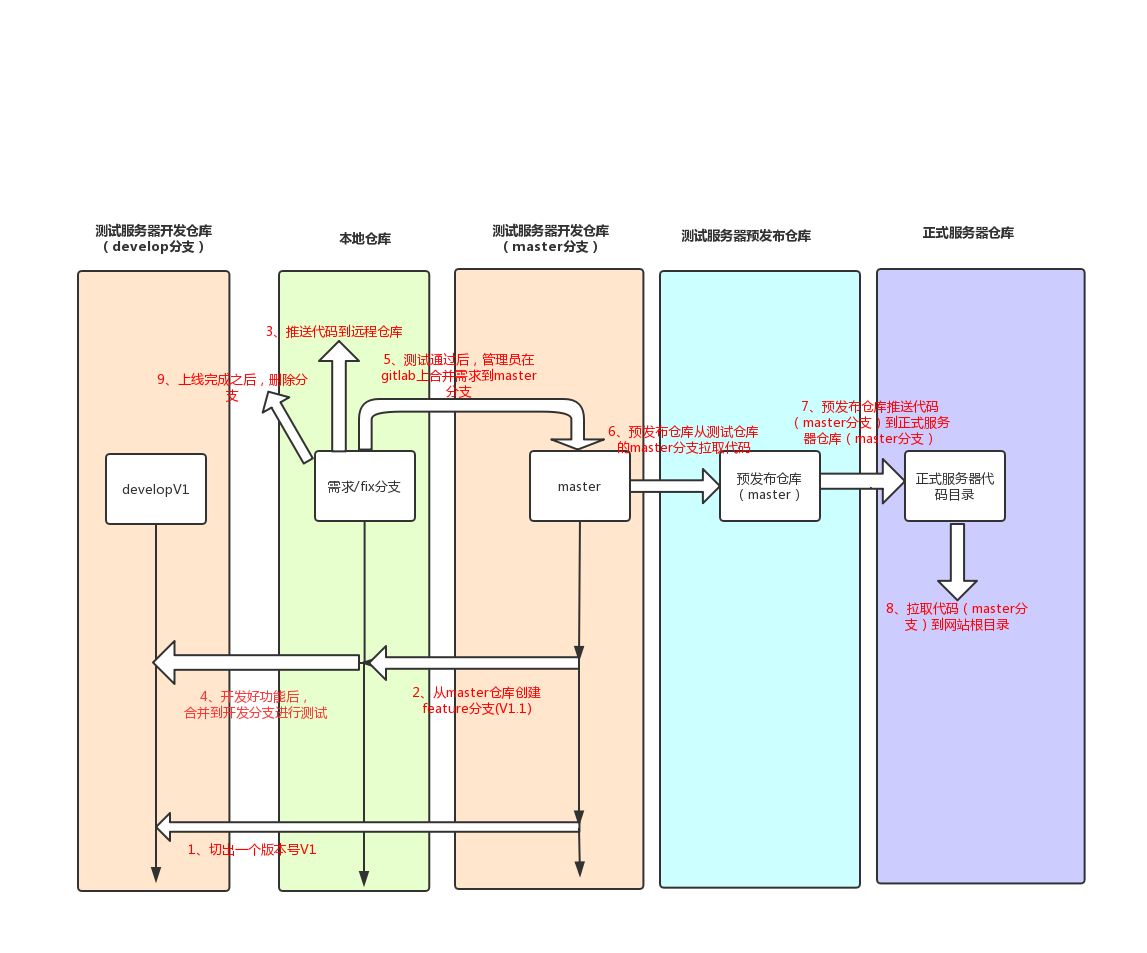 测试服务器开发仓库
（develop分支）
本地仓库
测试服务器开发仓库
（master分支）
测试服务器预发布仓库
正式服务器仓库
3、推送代码到远程仓库
5、测试通过后，管理员在
gitlab上合并需求到master
分支
9、上线完成之后，删除分
支
7、预发布仓库推送代码
（master分支）到正式服务
器仓库（master分支）
6、预发布仓库从测试仓库
的master分支拉取代码
developV1
需求/fix分支
master
预发布仓库
（master）
正式服务器代
码目录
8、拉取代码（master分
支）到网站根目录
4、开发好功能后，
合并到开发分支进行测试
2、从master仓库创建
feature分支(V1.1)
1、切出一个版本号V1